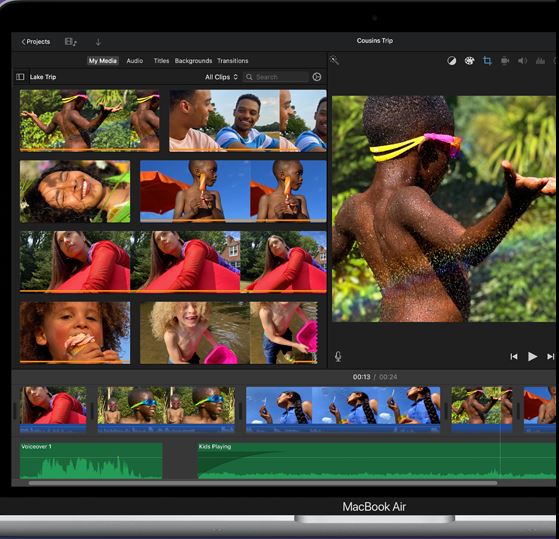 Projects
Cousins Trip
My Media Audio Titles Backgrounds Transitions
Lake Trip All Clips Search
00:13 / 00:24
Voiceover 1
Kids Playing
MacBook Air